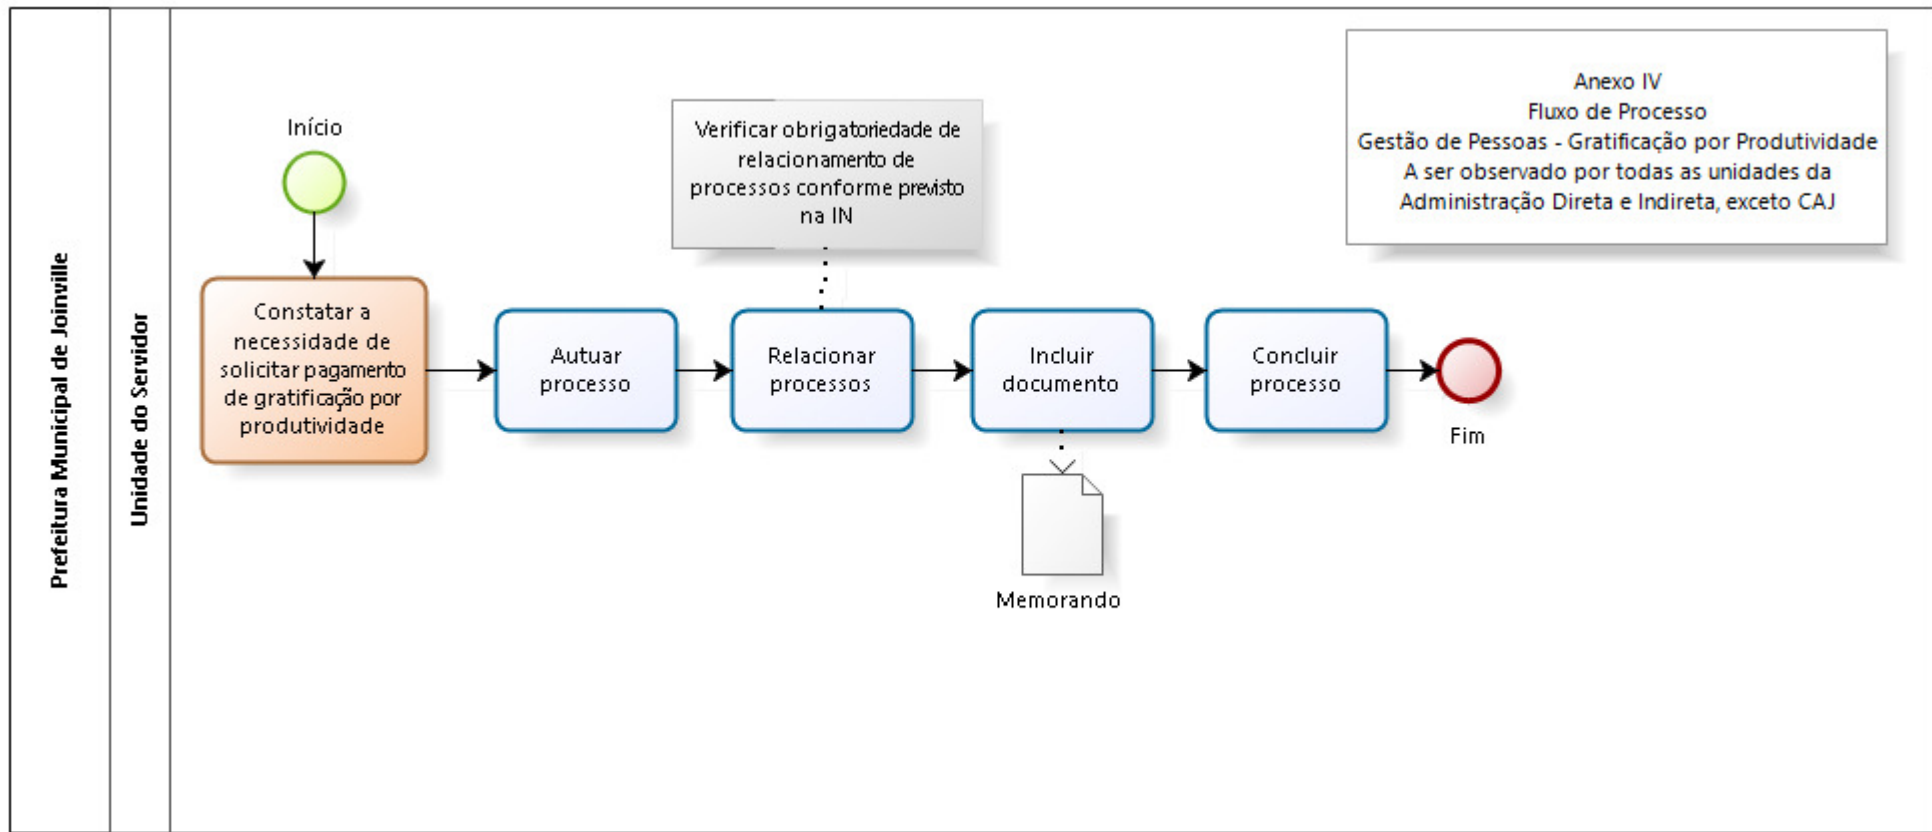 Prefeitura Municipal de Joinville
Unidade do Servidor
Início
Constatar a
necessidade de
solicitar pagamento
de gratificação por
produtividade
Autuar
processo
Verificar obrigatoriedade de
relacionamento de
processos conforme previsto
na IN
Relacionar
processos
Incluir
documento
Memorando
Concluir
processo
Fim
Anexo IV
Fluxo de Processo
Gestão de Pessoas - Gratificação por Produtividade
A ser observado por todas as unidades da
Administração Direta e Indireta, exceto CAJ